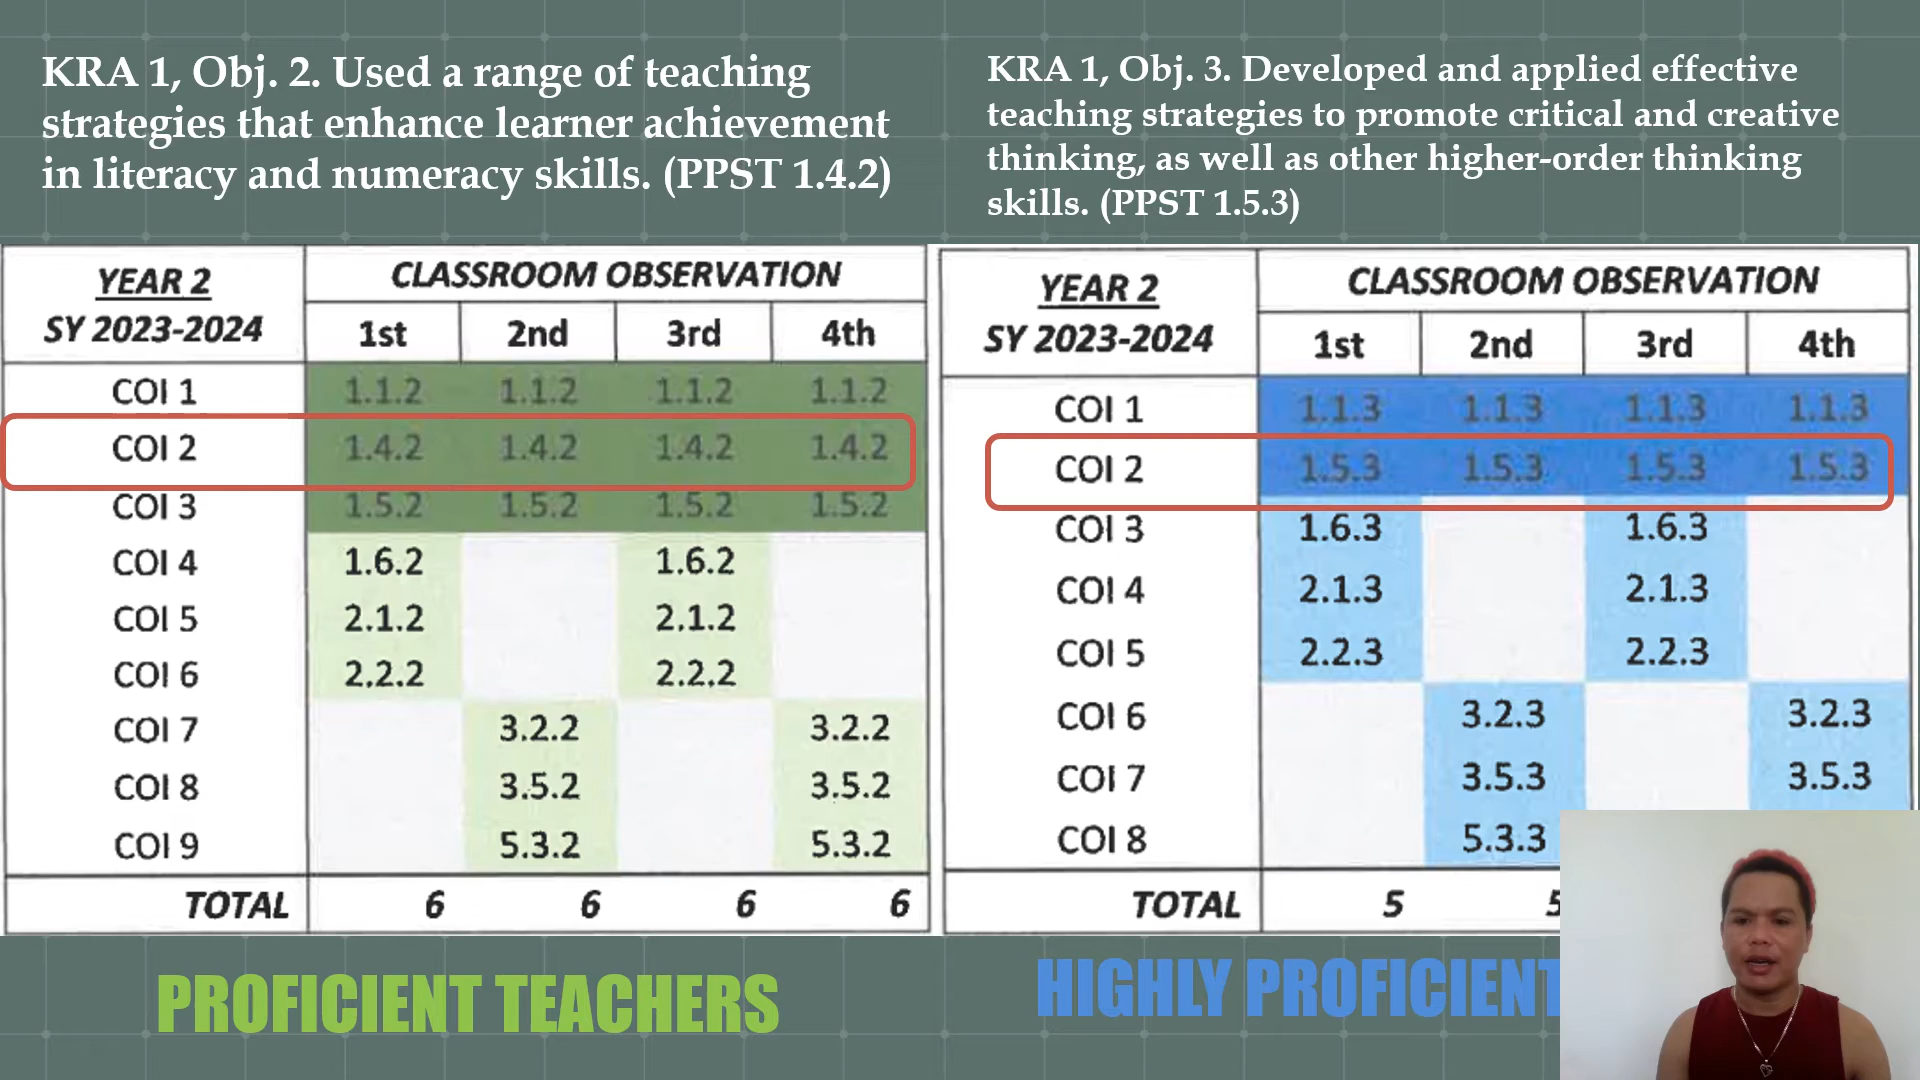 KRA 1, Obj. 2. Used a range of teaching
strategies that enhance learner achievement
in literacy and numeracy skills. (PPST 1.4.2)
YEAR 2
SY 2023-2024
CLASSROOM OBSERVATION
1st 2nd 3rd 4th
COI 1 1.1.2 1.1.2 1.1.2 1.1.2
COI 2 1.4.2 1.4.2 1.4.2 1.4.2
COI 3 1.5.2 1.5.2 1.5.2 1.5.2
COI 4 1.6.2 1.6.2
COI 5 2.1.2 2.1.2
COI 6 2.2.2 2.2.2
COI 7 3.2.2 3.2.2
COI 8 3.5.2 3.5.2
COI 9 5.3.2 5.3.2
TOTAL 6 6 6 6
PROFICIENT TEACHERS
KRA 1, Obj. 3. Developed and applied effective
teaching strategies to promote critical and creative
thinking, as well as other higher-order thinking
skills. (PPST 1.5.3)
YEAR 2
SY 2023-2024
CLASSROOM OBSERVATION
1st 2nd 3rd 4th
COI 1 1.1.3 1.1.3 1.1.3 1.1.3
COI 2 1.5.3 1.5.3 1.5.3 1.5.3
COI 3 1.6.3 1.6.3
COI 4 2.1.3 2.1.3
COI 5 2.2.3 2.2.3
COI 6 3.2.3 3.2.3
COI 7 3.5.3 3.5.3
COI 8 5.3.3
TOTAL 5 5
HIGHLY PROFICIENT